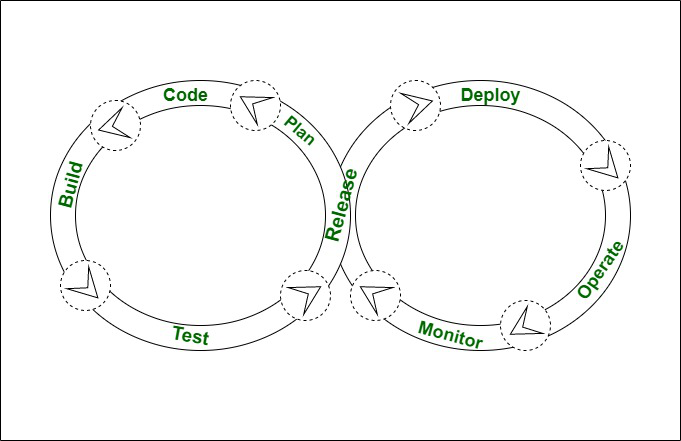 Code
Plan
Build
Test
Release
Deploy
Operate
Monitor